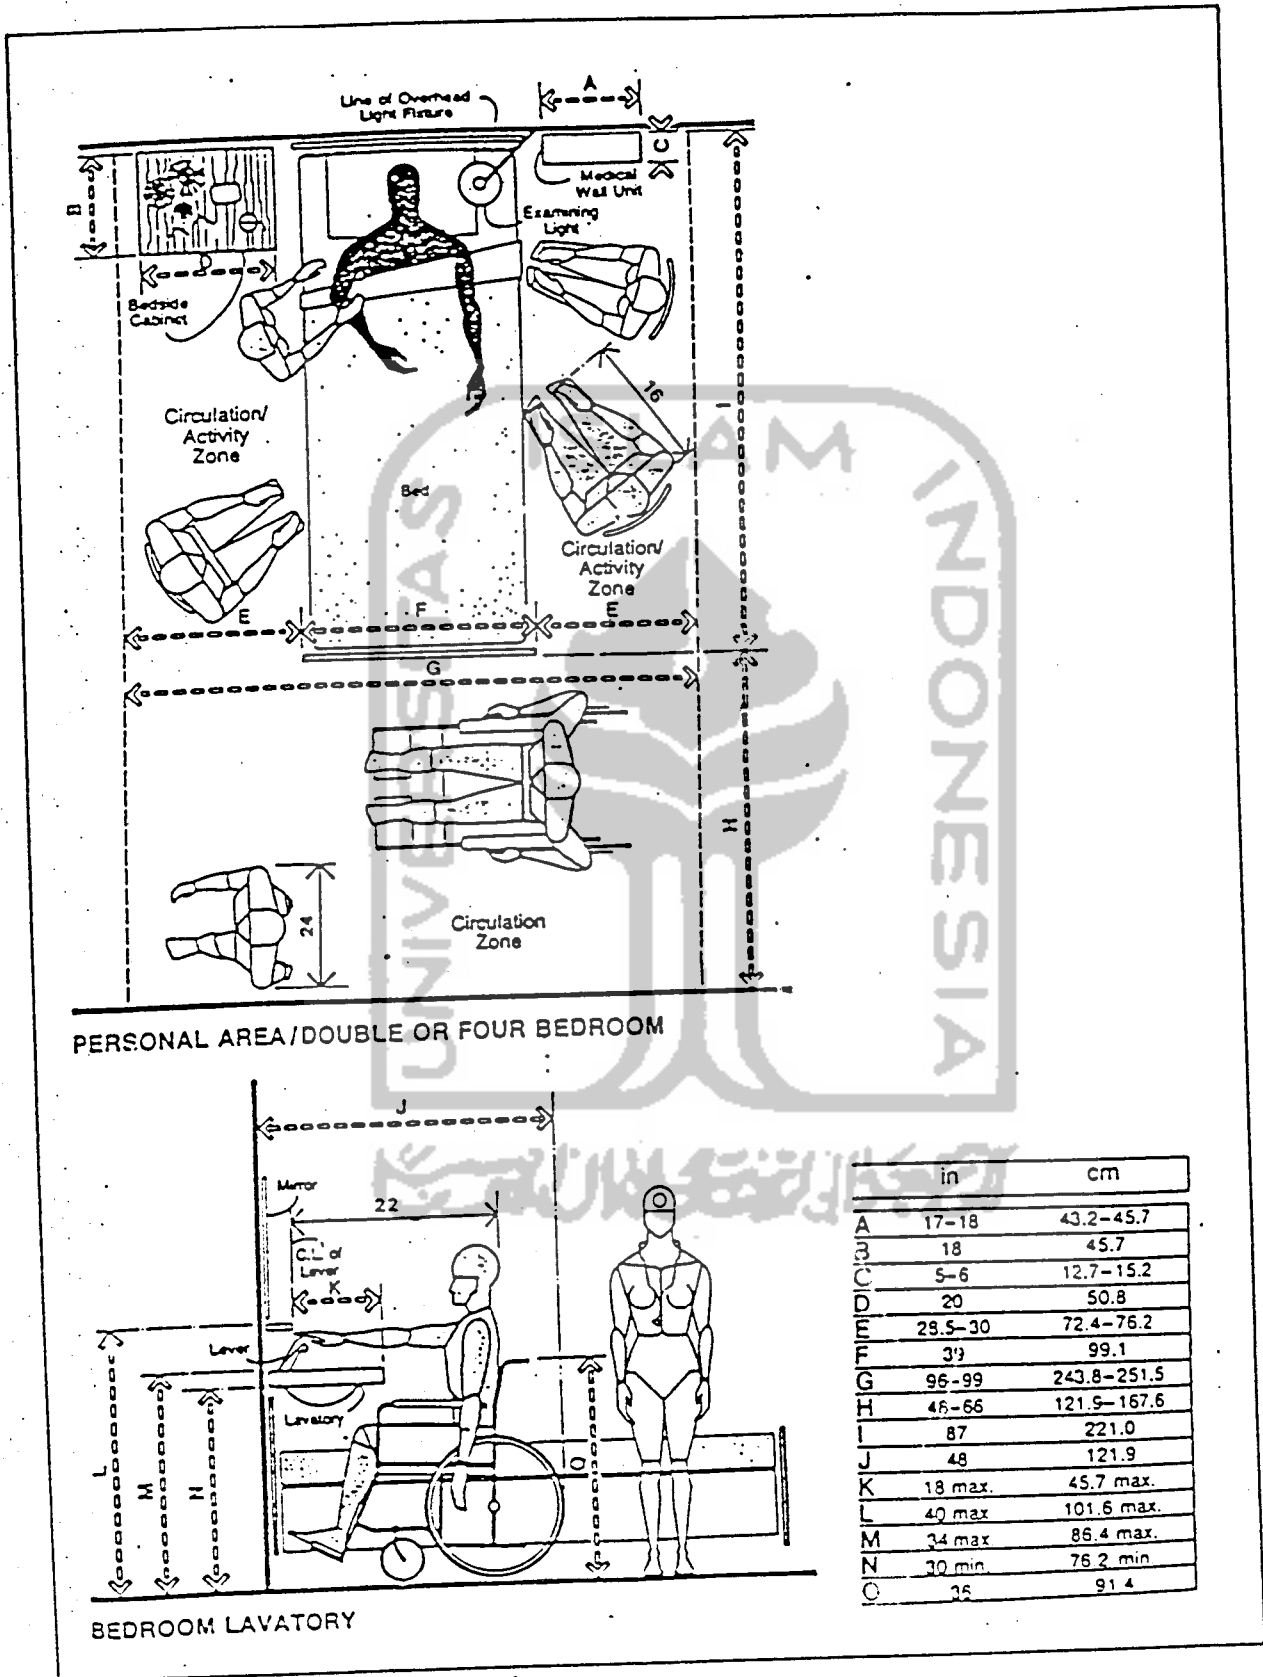 A
Line of Overhead
Light Fixture
C
Medical
Wall Unit
Examining
Light
B
D
Bedside
Cabinet
16
I
Circulation/
Activity
Zone
Bed
Circulation/
Activity
Zone
E
F
E
G
H
24
Circulation
Zone
PERSONAL AREA/DOUBLE OR FOUR BEDROOM
UNIVERSITAS
ISLAM
INDONESIA
J
Mirror
22
C.L. of
Lever
K
Lever
Lavatory
L
M
N
O
BEDROOM LAVATORY
in cm
A 17-18 43.2-45.7
B 18 45.7
C 5-6 12.7-15.2
D 20 50.8
E 28.5-30 72.4-76.2
F 39 99.1
G 96-99 243.8-251.5
H 48-66 121.9-167.6
I 87 221.0
J 48 121.9
K 18 max. 45.7 max.
L 40 max 101.6 max.
M 34 max 86.4 max.
N 30 min. 76.2 min
O 36 91.4